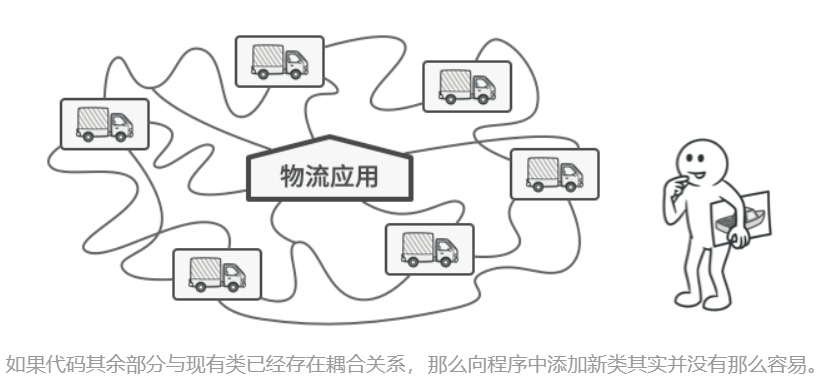 物流应用
如果代码其余部分与现有类已经存在耦合关系，那么向程序中添加新类其实并没有那么容易。